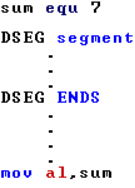 sum equ 7
DSEG segment
.
.
DSEG ENDS
.
.
.
mov al,sum